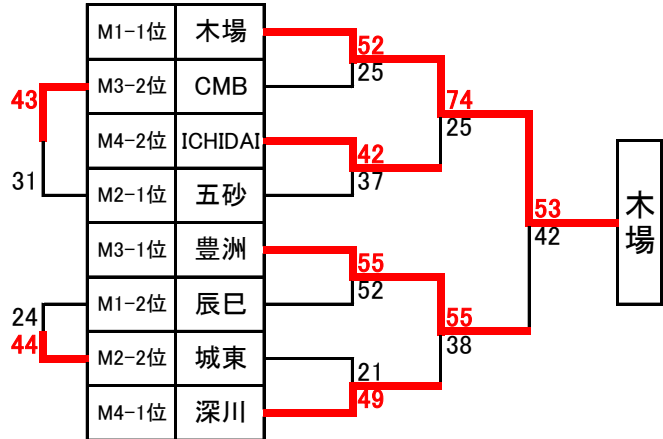 M1-1位 木場
M3-2位 CMB
M4-2位 ICHIDAI
M2-1位 五砂
M3-1位 豊洲
M1-2位 辰巳
M2-2位 城東
M4-1位 深川
43
31
24
44
52
25
42
37
55
52
21
49
74
25
55
38
53
42
木場